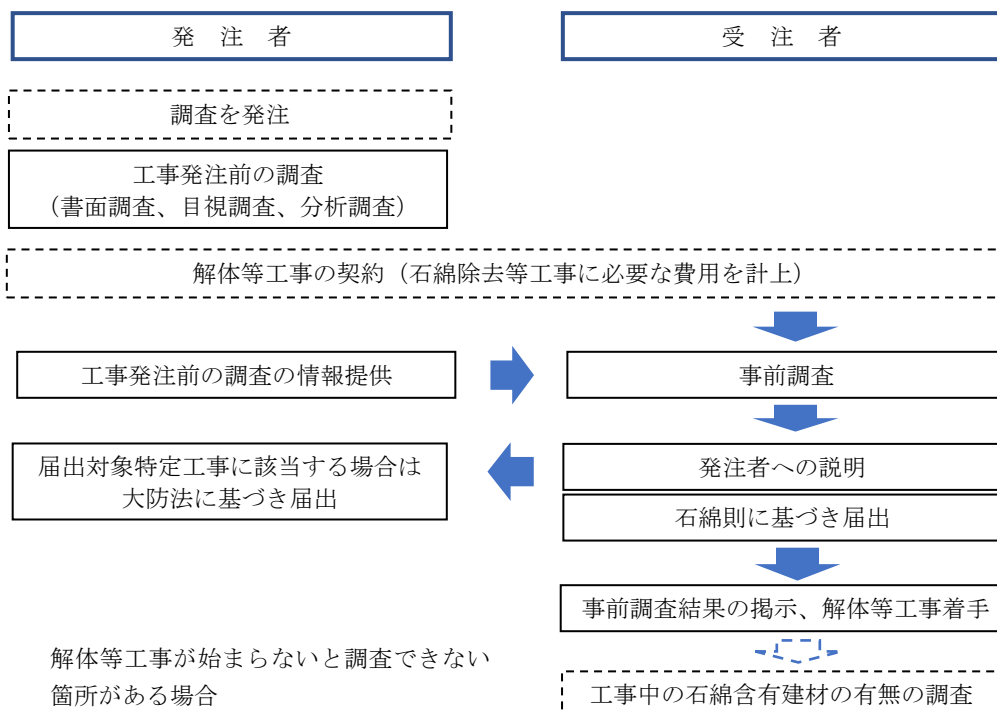 発　注　者
受　注　者
調査を発注
工事発注前の調査
（書面調査、目視調査、分析調査）
解体等工事の契約（石綿除去等工事に必要な費用を計上）
工事発注前の調査の情報提供
事前調査
届出対象特定工事に該当する場合は
大防法に基づき届出
発注者への説明
石綿則に基づき届出
事前調査結果の掲示、解体等工事着手
解体等工事が始まらないと調査できない
箇所がある場合
工事中の石綿含有建材の有無の調査